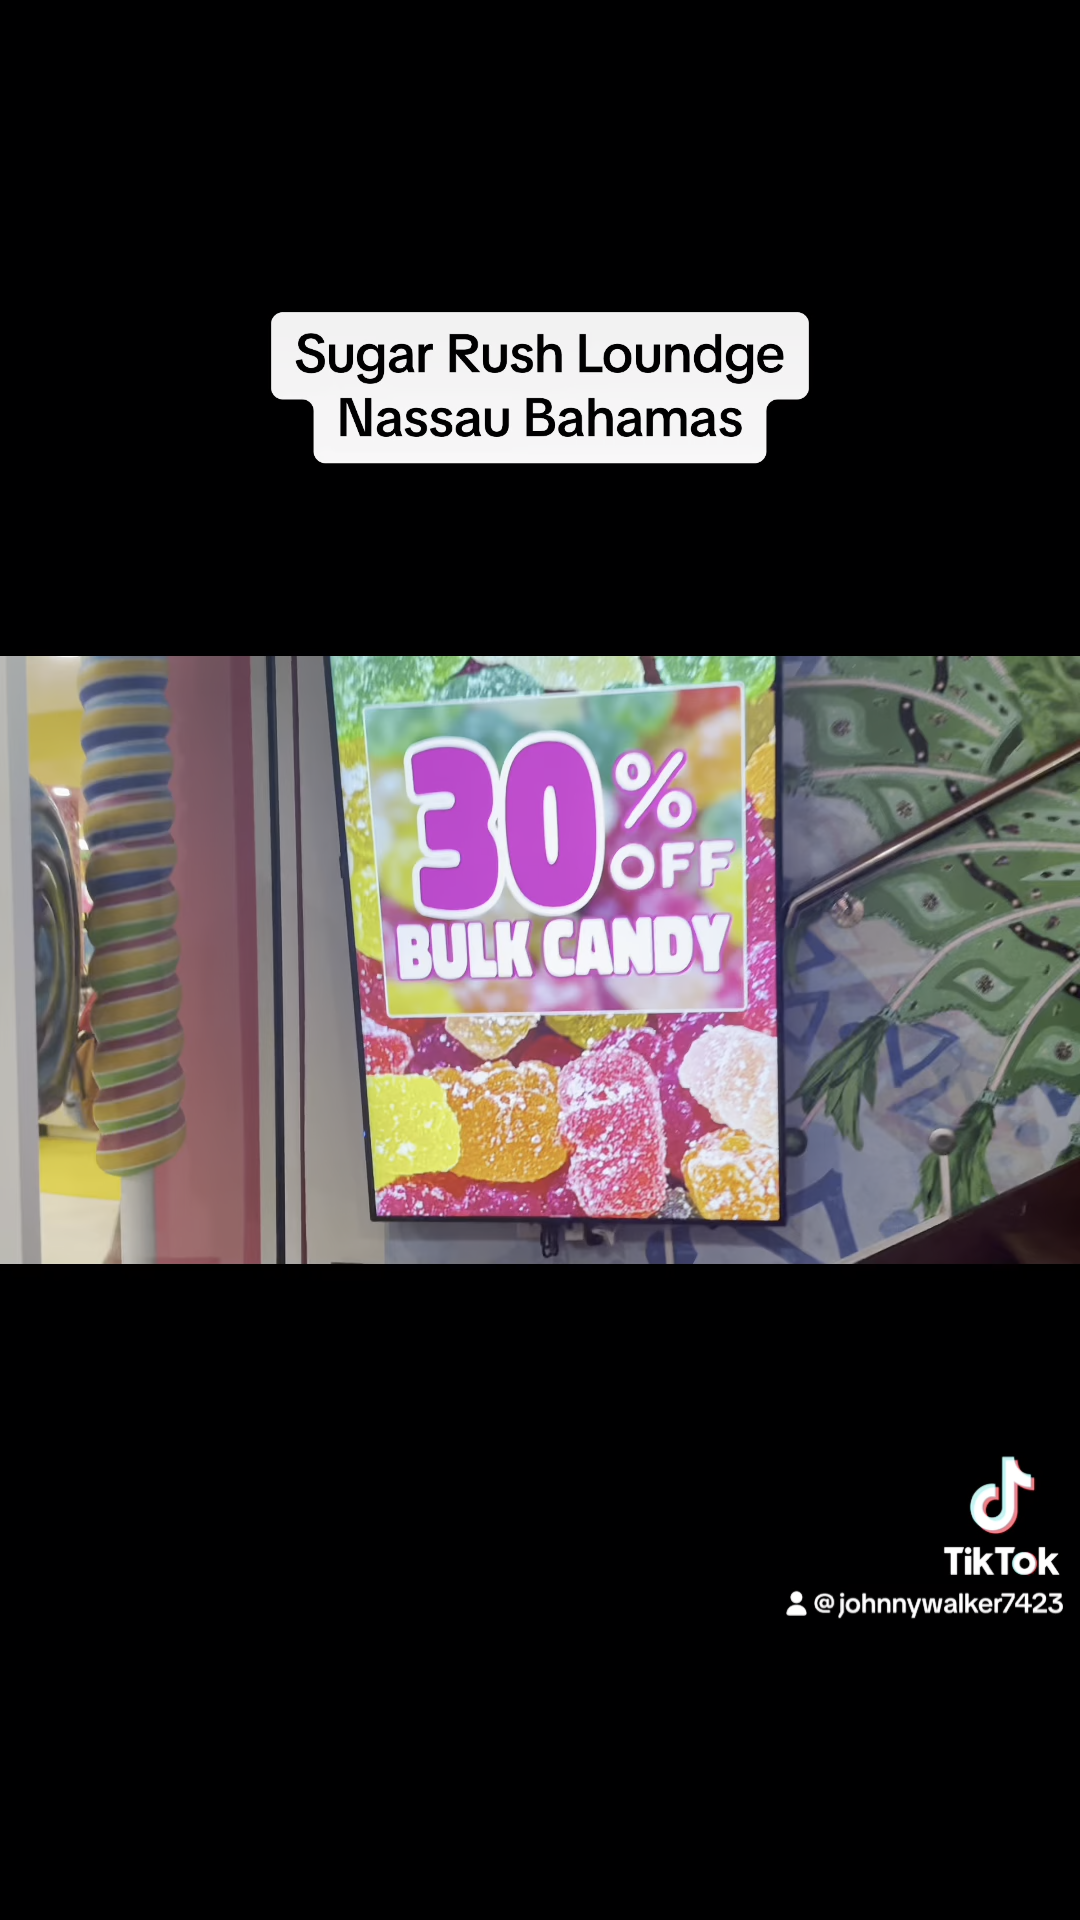 Sugar Rush Loundge
Nassau Bahamas
30%
OFF
BULK CANDY
TikTok
@johnnywalker7423